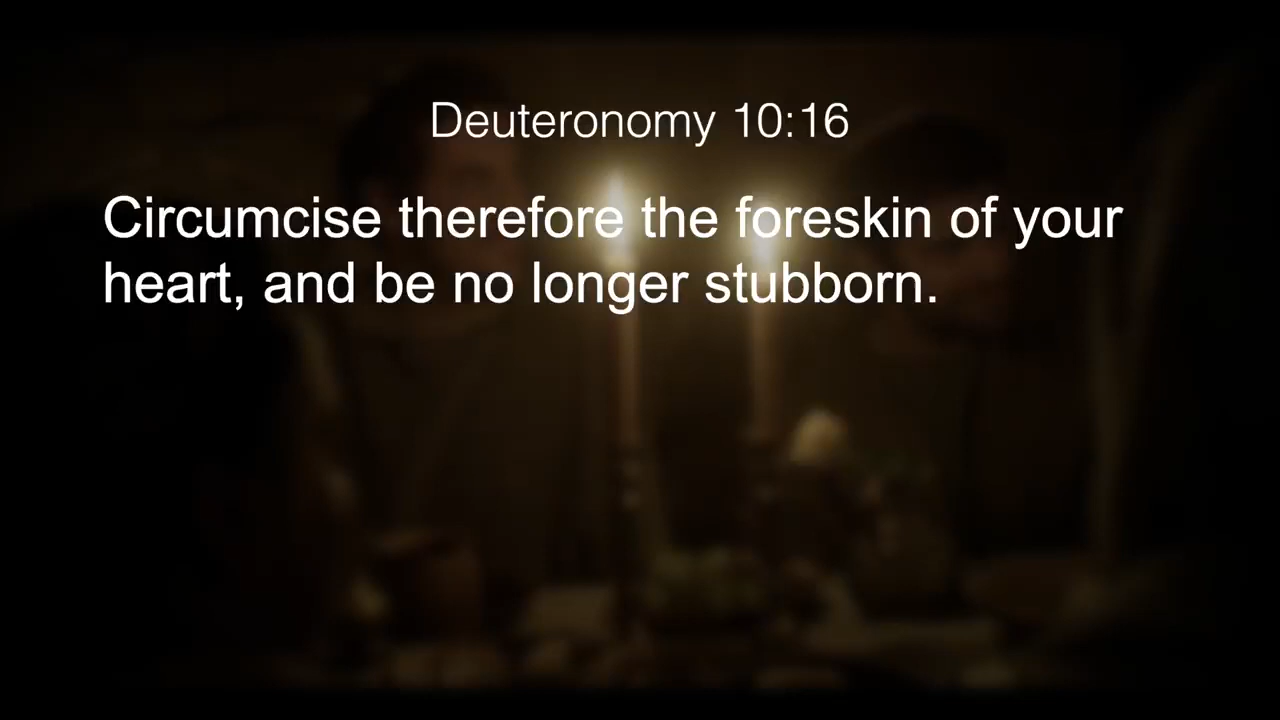 Deuteronomy 10:16
Circumcise therefore the foreskin of your
heart, and be no longer stubborn.